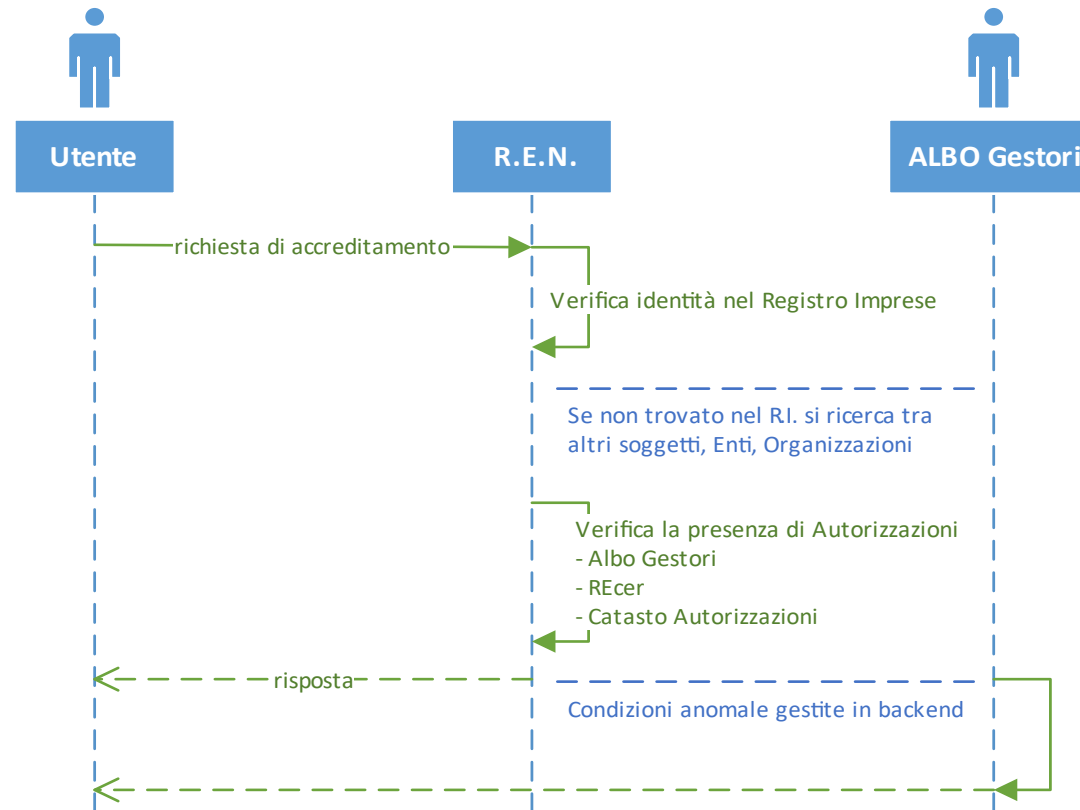 Utente
R.E.N.
ALBO Gestori
richiesta di accreditamento
Verifica identità nel Registro Imprese
Se non trovato nel R.I. si ricerca tra
altri soggetti, Enti, Organizzazioni
Verifica la presenza di Autorizzazioni
- Albo Gestori
- REcer
- Catasto Autorizzazioni
risposta
Condizioni anomale gestite in backend